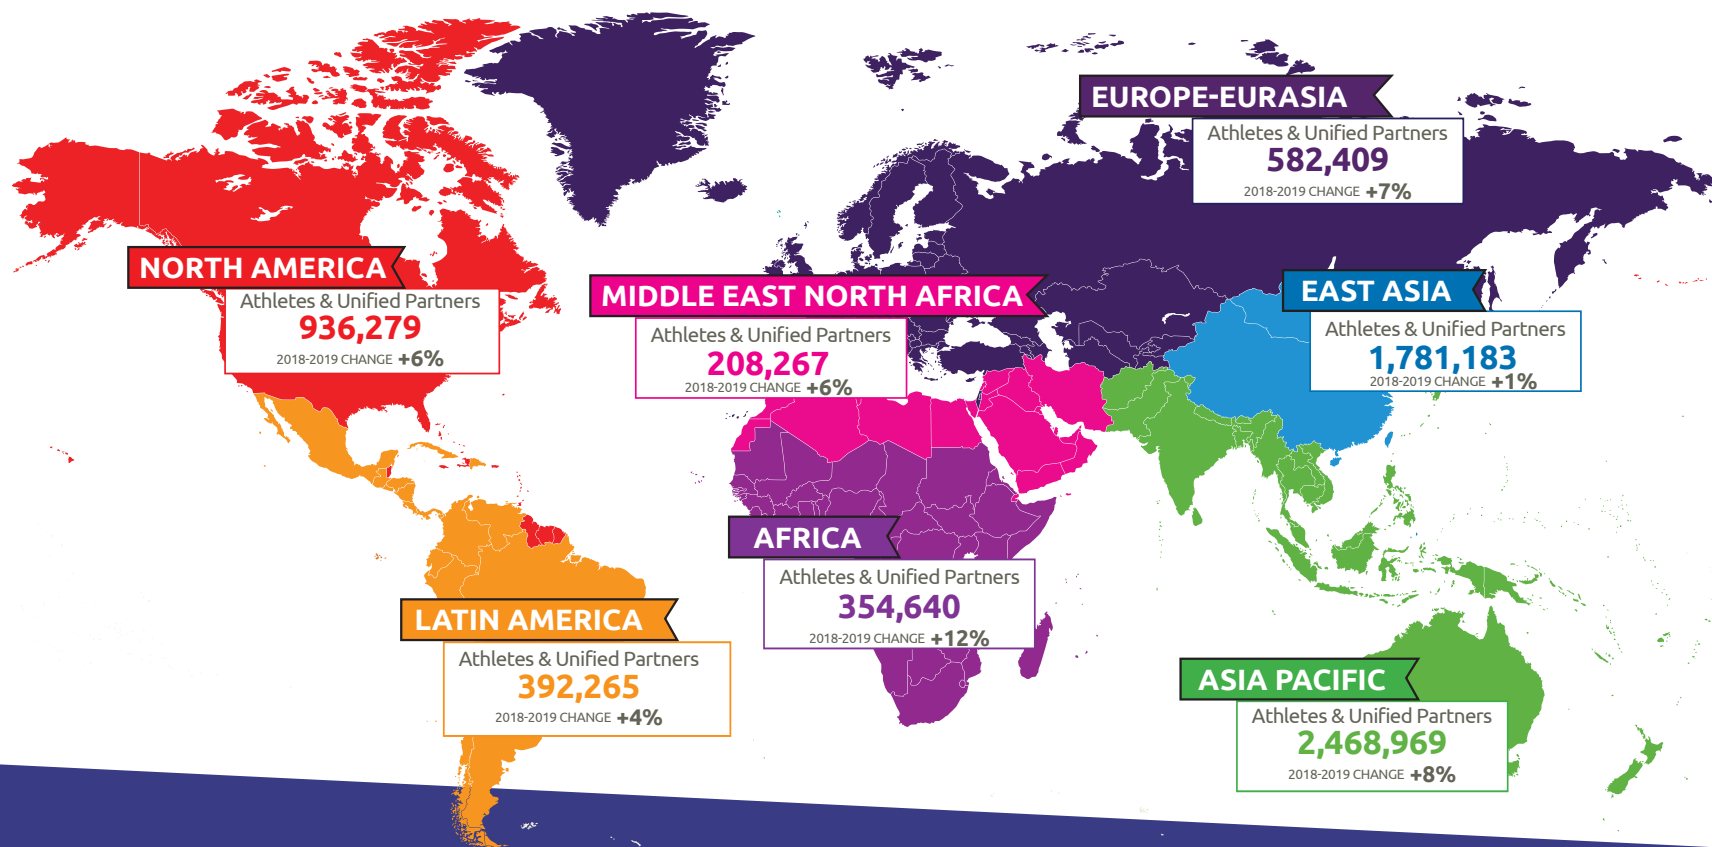 EUROPE-EURASIA
Athletes & Unified Partners
582,409
2018-2019 CHANGE +7%
NORTH AMERICA
Athletes & Unified Partners
936,279
2018-2019 CHANGE +6%
MIDDLE EAST NORTH AFRICA
Athletes & Unified Partners
208,267
2018-2019 CHANGE +6%
EAST ASIA
Athletes & Unified Partners
1,781,183
2018-2019 CHANGE +1%
AFRICA
Athletes & Unified Partners
354,640
2018-2019 CHANGE +12%
LATIN AMERICA
Athletes & Unified Partners
392,265
2018-2019 CHANGE +4%
ASIA PACIFIC
Athletes & Unified Partners
2,468,969
2018-2019 CHANGE +8%